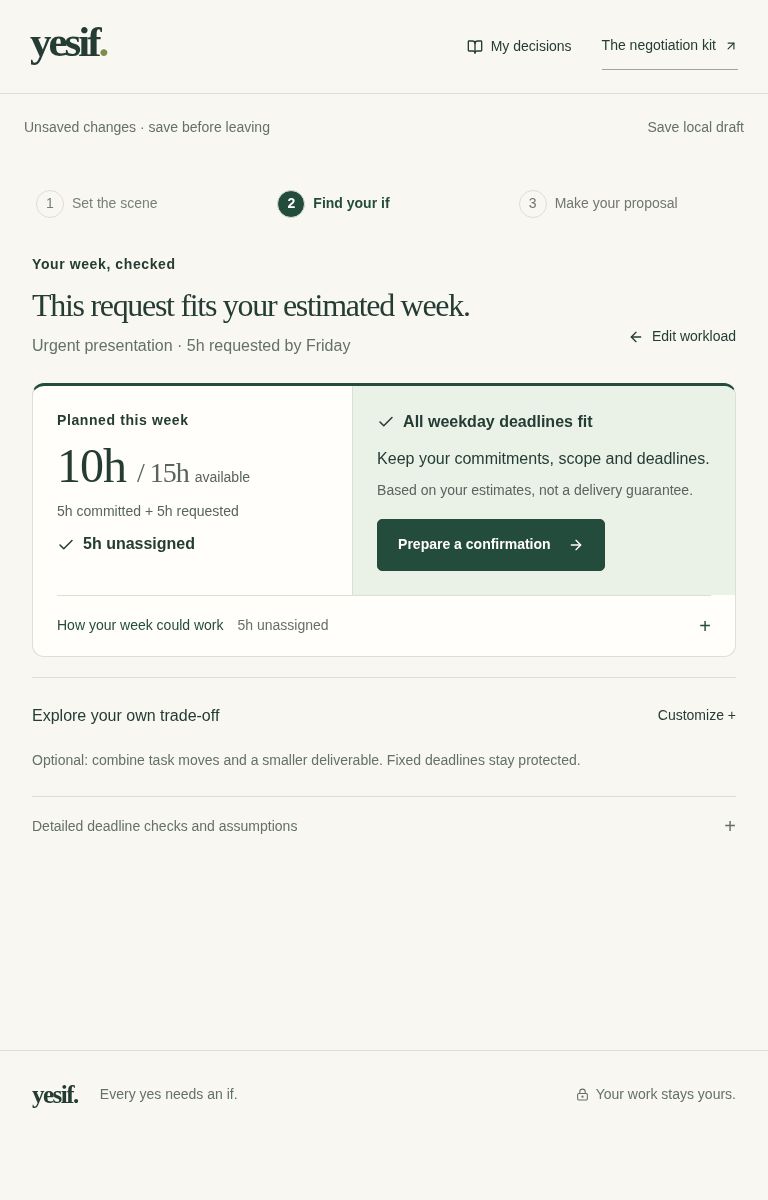 yesif.
My decisions
The negotiation kit
Unsaved changes · save before leaving
Save local draft
1 Set the scene
2 Find your if
3 Make your proposal
Your week, checked
This request fits your estimated week.
Urgent presentation · 5h requested by Friday
Edit workload
Planned this week
10h / 15h available
5h committed + 5h requested
5h unassigned
All weekday deadlines fit
Keep your commitments, scope and deadlines.
Based on your estimates, not a delivery guarantee.
Prepare a confirmation
How your week could work 5h unassigned +
Explore your own trade-off
Customize +
Optional: combine task moves and a smaller deliverable. Fixed deadlines stay protected.
Detailed deadline checks and assumptions +
yesif. Every yes needs an if.
Your work stays yours.